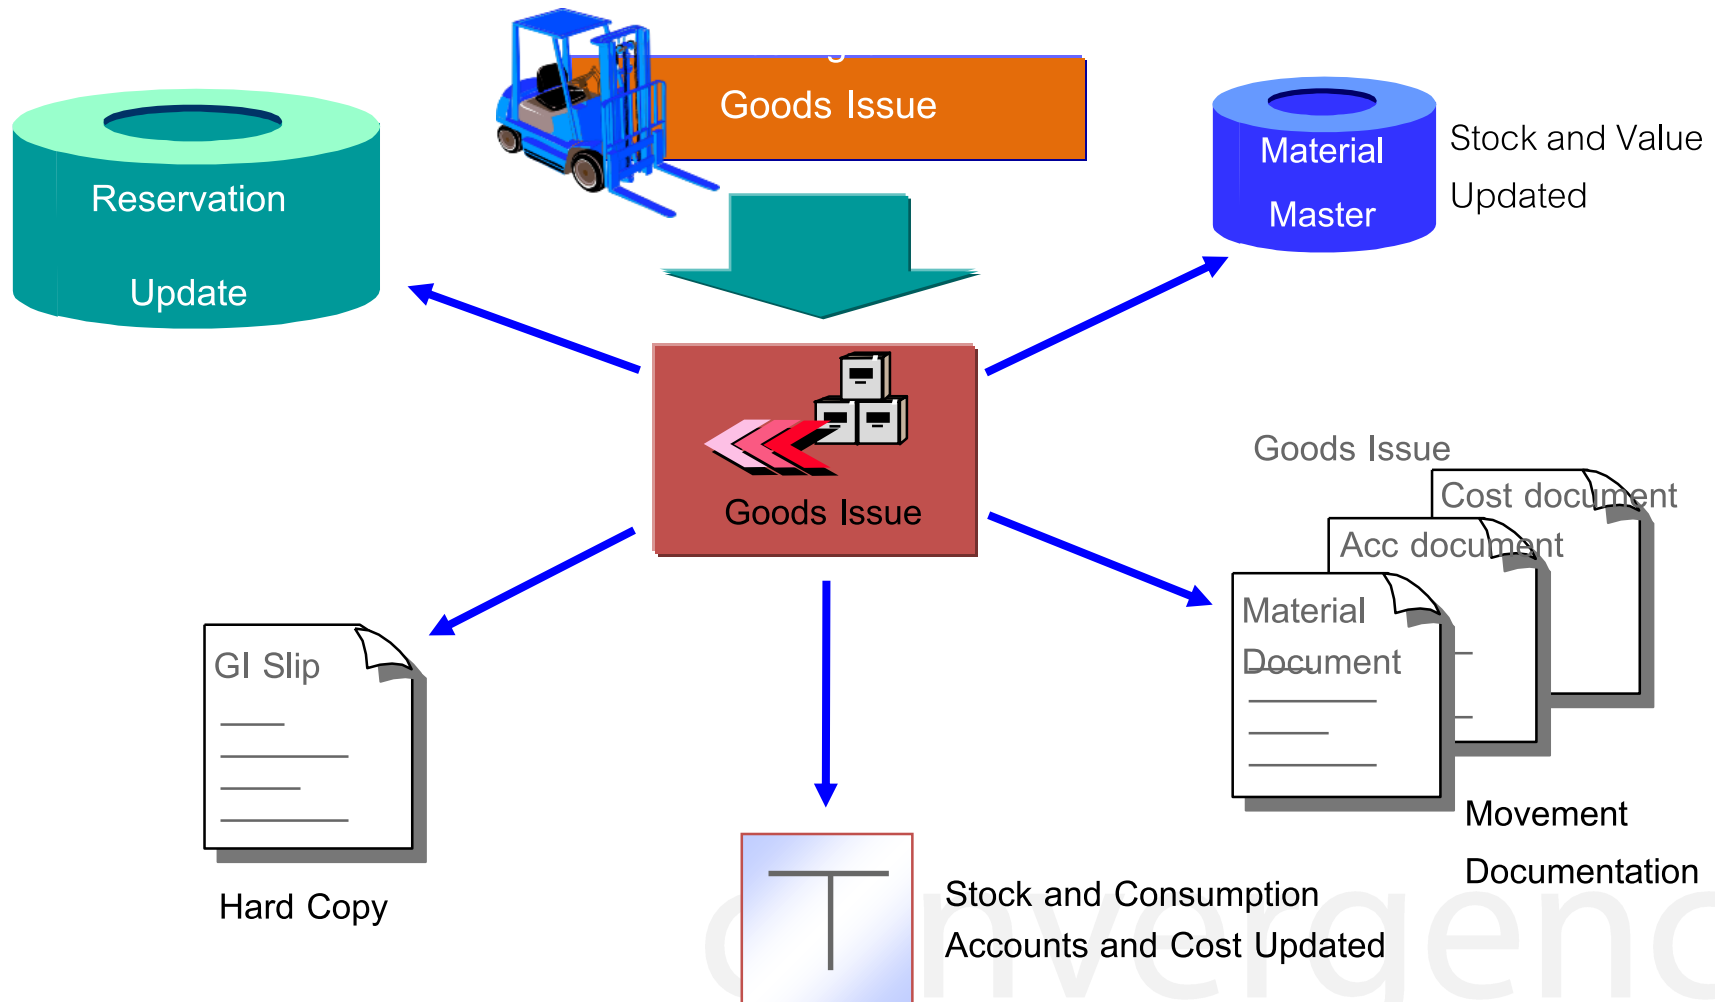 Goods Issue
Reservation
Update
Material
Master
Stock and Value
Updated
Goods Issue
Goods Issue
Cost document
Acc document
Material
Document
GI Slip
Hard Copy
Movement
Documentation
Stock and Consumption
Accounts and Cost Updated